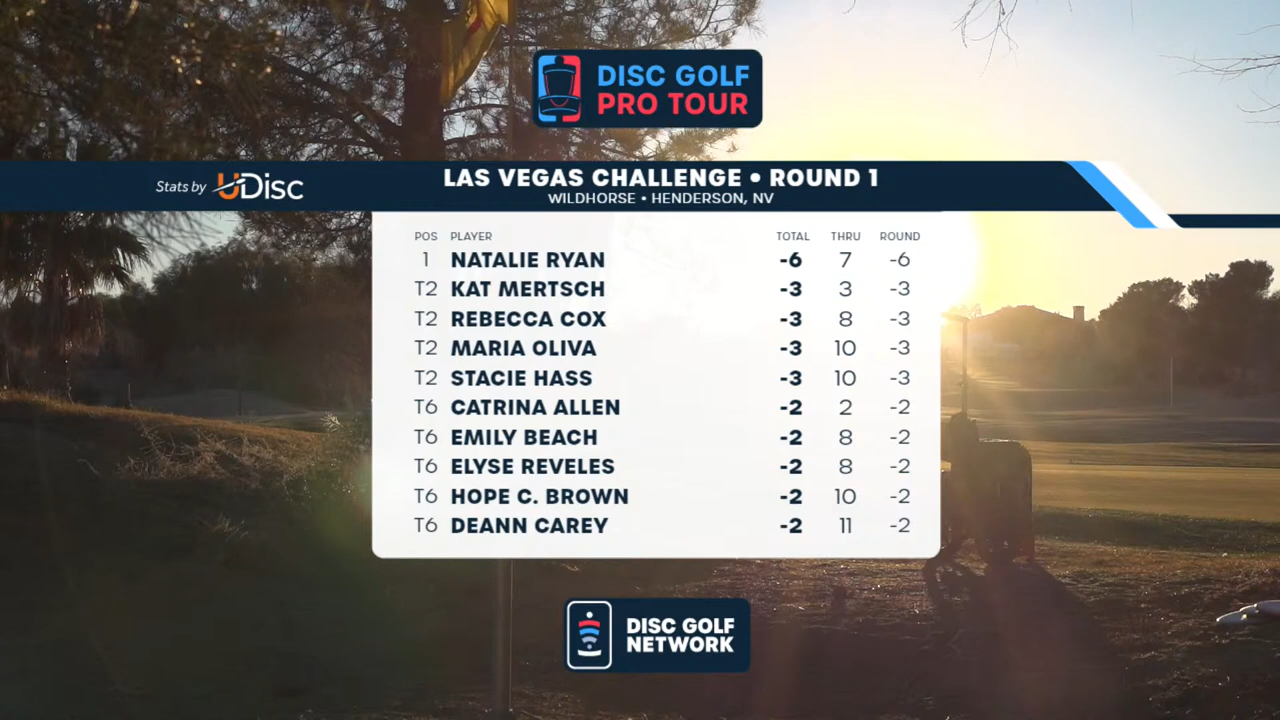 DISC GOLF
PRO TOUR
Stats by UDisc
LAS VEGAS CHALLENGE • ROUND 1
WILDHORSE • HENDERSON, NV
POS PLAYER TOTAL THRU ROUND
1 NATALIE RYAN -6 7 -6
T2 KAT MERTSCH -3 3 -3
T2 REBECCA COX -3 8 -3
T2 MARIA OLIVA -3 10 -3
T2 STACIE HASS -3 10 -3
T6 CATRINA ALLEN -2 2 -2
T6 EMILY BEACH -2 8 -2
T6 ELYSE REVELES -2 8 -2
T6 HOPE C. BROWN -2 10 -2
T6 DEANN CAREY -2 11 -2
DISC GOLF
NETWORK